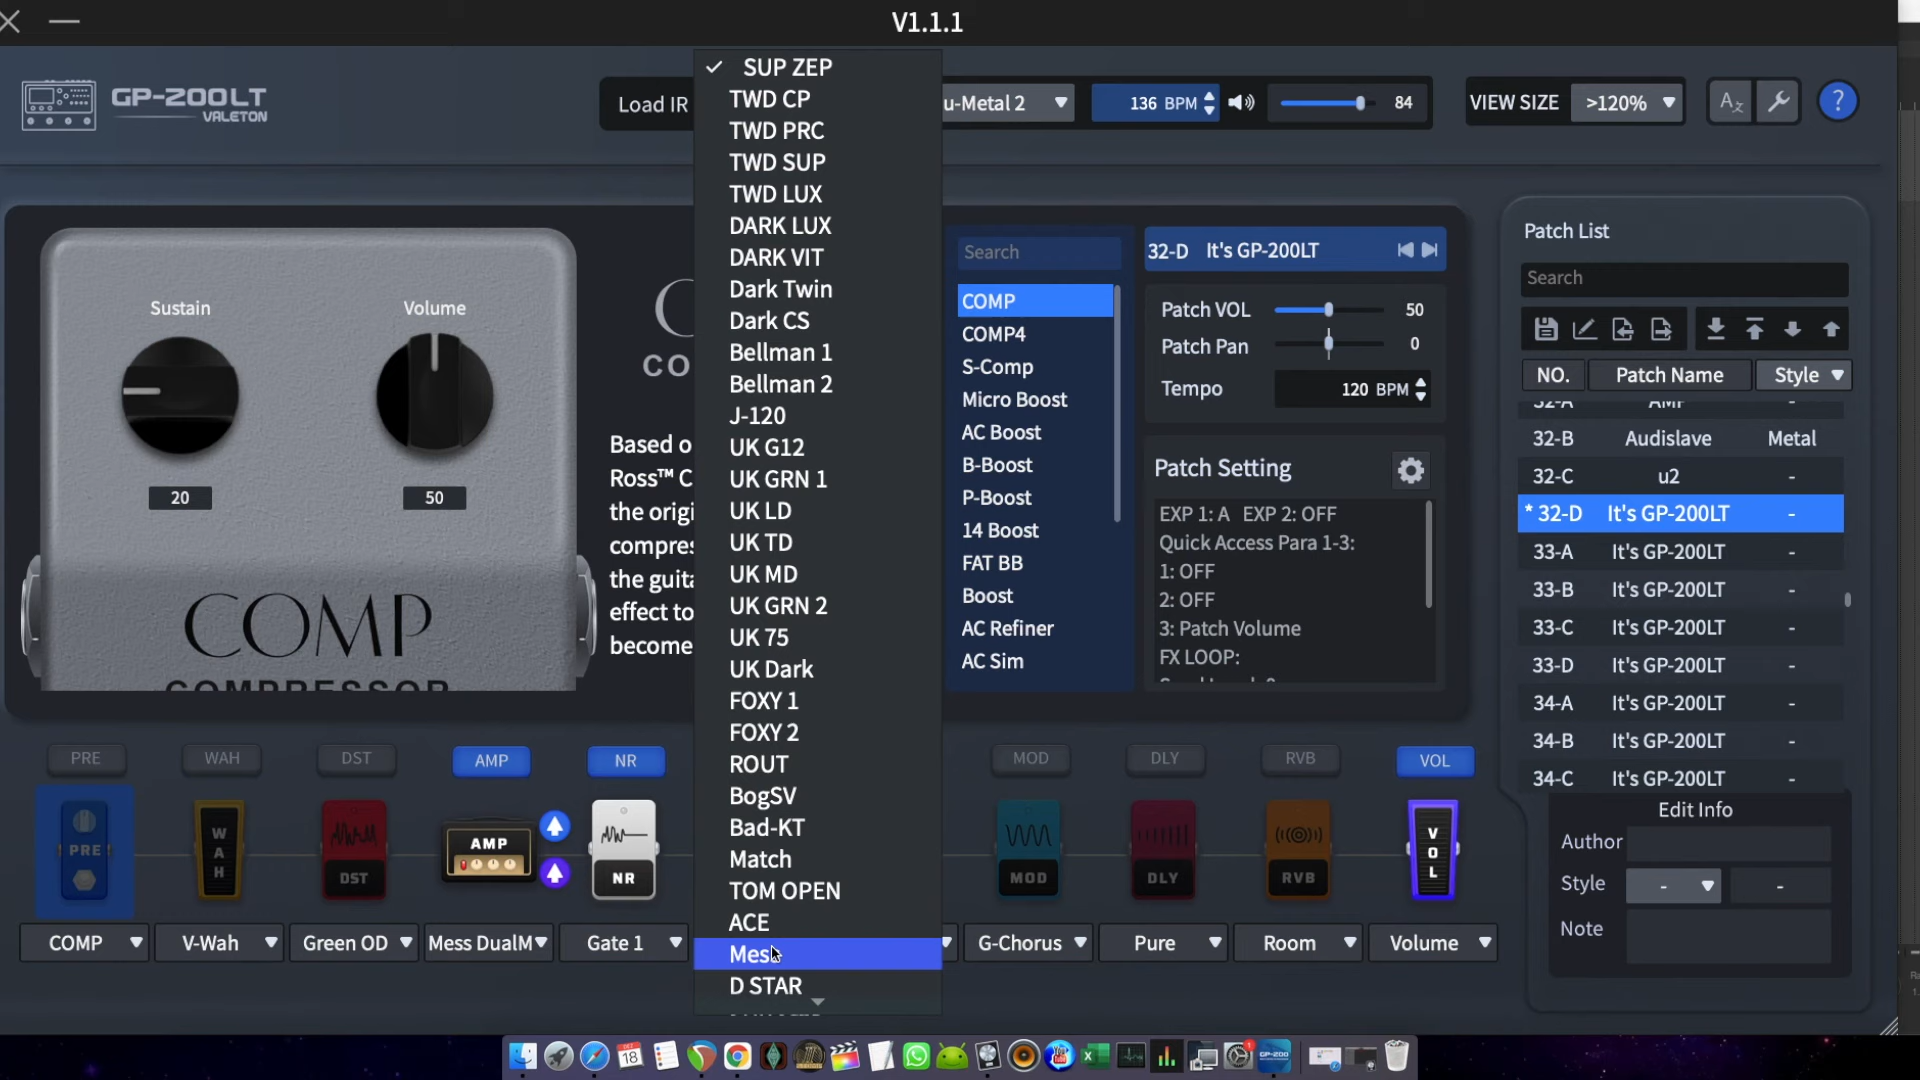 V1.1.1
GP-200LT
VALETON
Load IR
u-Metal 2
136 BPM
84
VIEW SIZE
>120%
Az
?
SUP ZEP
TWD CP
TWD PRC
TWD SUP
TWD LUX
DARK LUX
DARK VIT
Dark Twin
Dark CS
Bellman 1
Bellman 2
J-120
UK G12
UK GRN 1
UK LD
UK TD
UK MD
UK GRN 2
UK 75
UK Dark
FOXY 1
FOXY 2
ROUT
BogSV
Bad-KT
Match
TOM OPEN
ACE
Mess
D STAR
Sustain
Volume
20
50
COMP
COMPRESSOR
C
CO
Based o
Ross™ C
the origi
compres
the guita
effect to
become
Search
COMP
COMP4
S-Comp
Micro Boost
AC Boost
B-Boost
P-Boost
14 Boost
FAT BB
Boost
AC Refiner
AC Sim
32-D It's GP-200LT
Patch VOL 50
Patch Pan 0
Tempo 120 BPM
Patch Setting
EXP 1: A EXP 2: OFF
Quick Access Para 1-3:
1: OFF
2: OFF
3: Patch Volume
FX LOOP:
Patch List
Search
NO. Patch Name Style
32-A AMP -
32-B Audislave Metal
32-C u2 -
* 32-D It's GP-200LT -
33-A It's GP-200LT -
33-B It's GP-200LT -
33-C It's GP-200LT -
33-D It's GP-200LT -
34-A It's GP-200LT -
34-B It's GP-200LT -
34-C It's GP-200LT -
Edit Info
Author
Style - -
Note
PRE WAH DST AMP NR MOD DLY RVB VOL
PRE
WAH
DST
AMP
NR
MOD
DLY
RVB
VOL
COMP V-Wah Green OD Mess DualM Gate 1 G-Chorus Pure Room Volume
18
1
GP-200